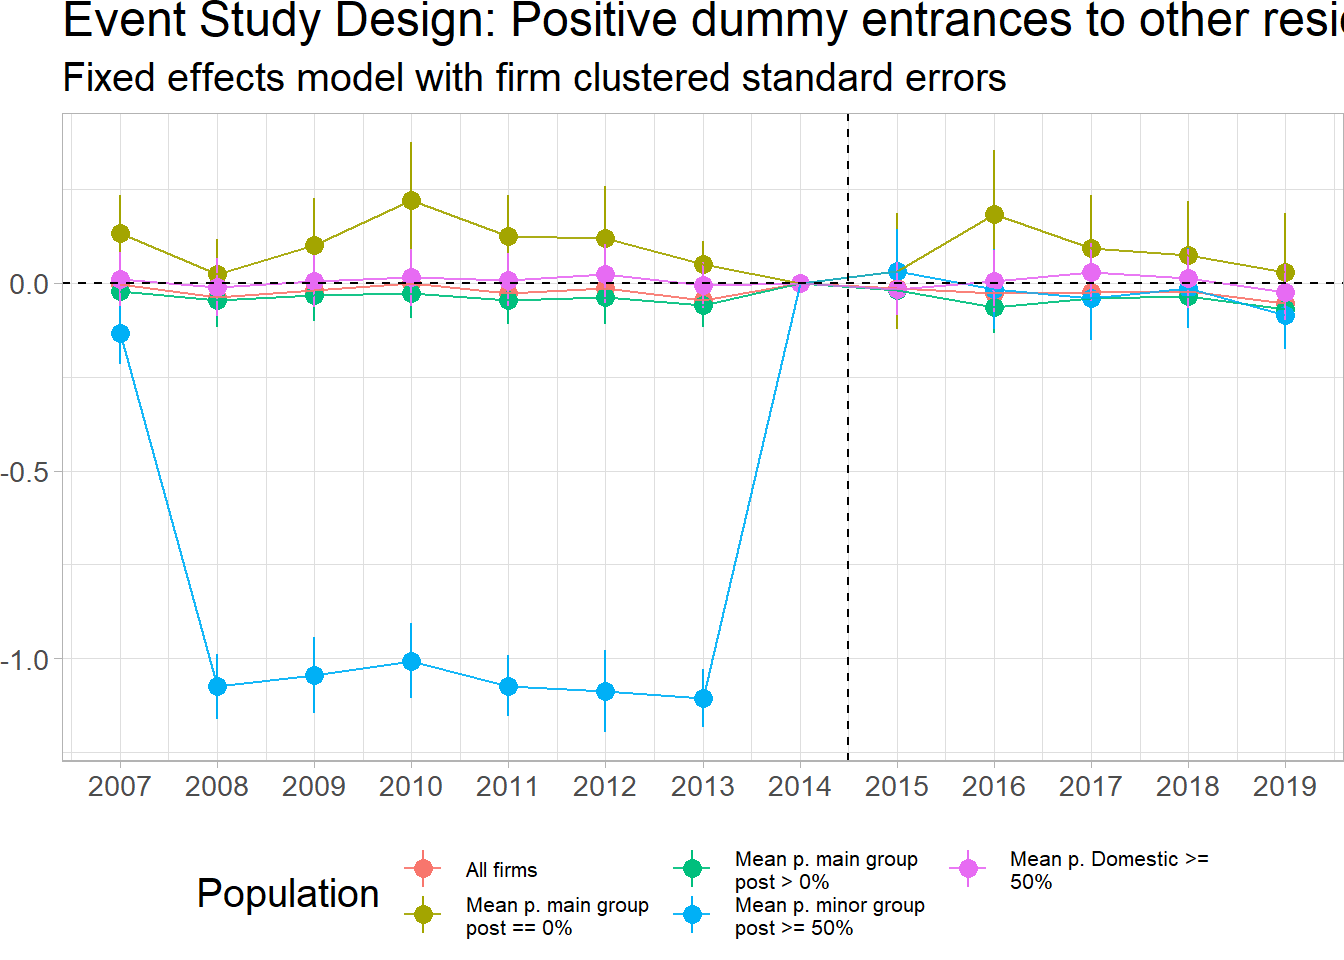 Event Study Design: Positive dummy entrances to other
Fixed effects model with firm clustered standard errors
0.0
-0.5
-1.0
2007 2008 2009 2010 2011 2012 2013 2014 2015 2016 2017 2018 2019
Population
All firms
Mean p. main group
post == 0%
Mean p. main group
post > 0%
Mean p. minor group
post >= 50%
Mean p. Domestic >=
50%